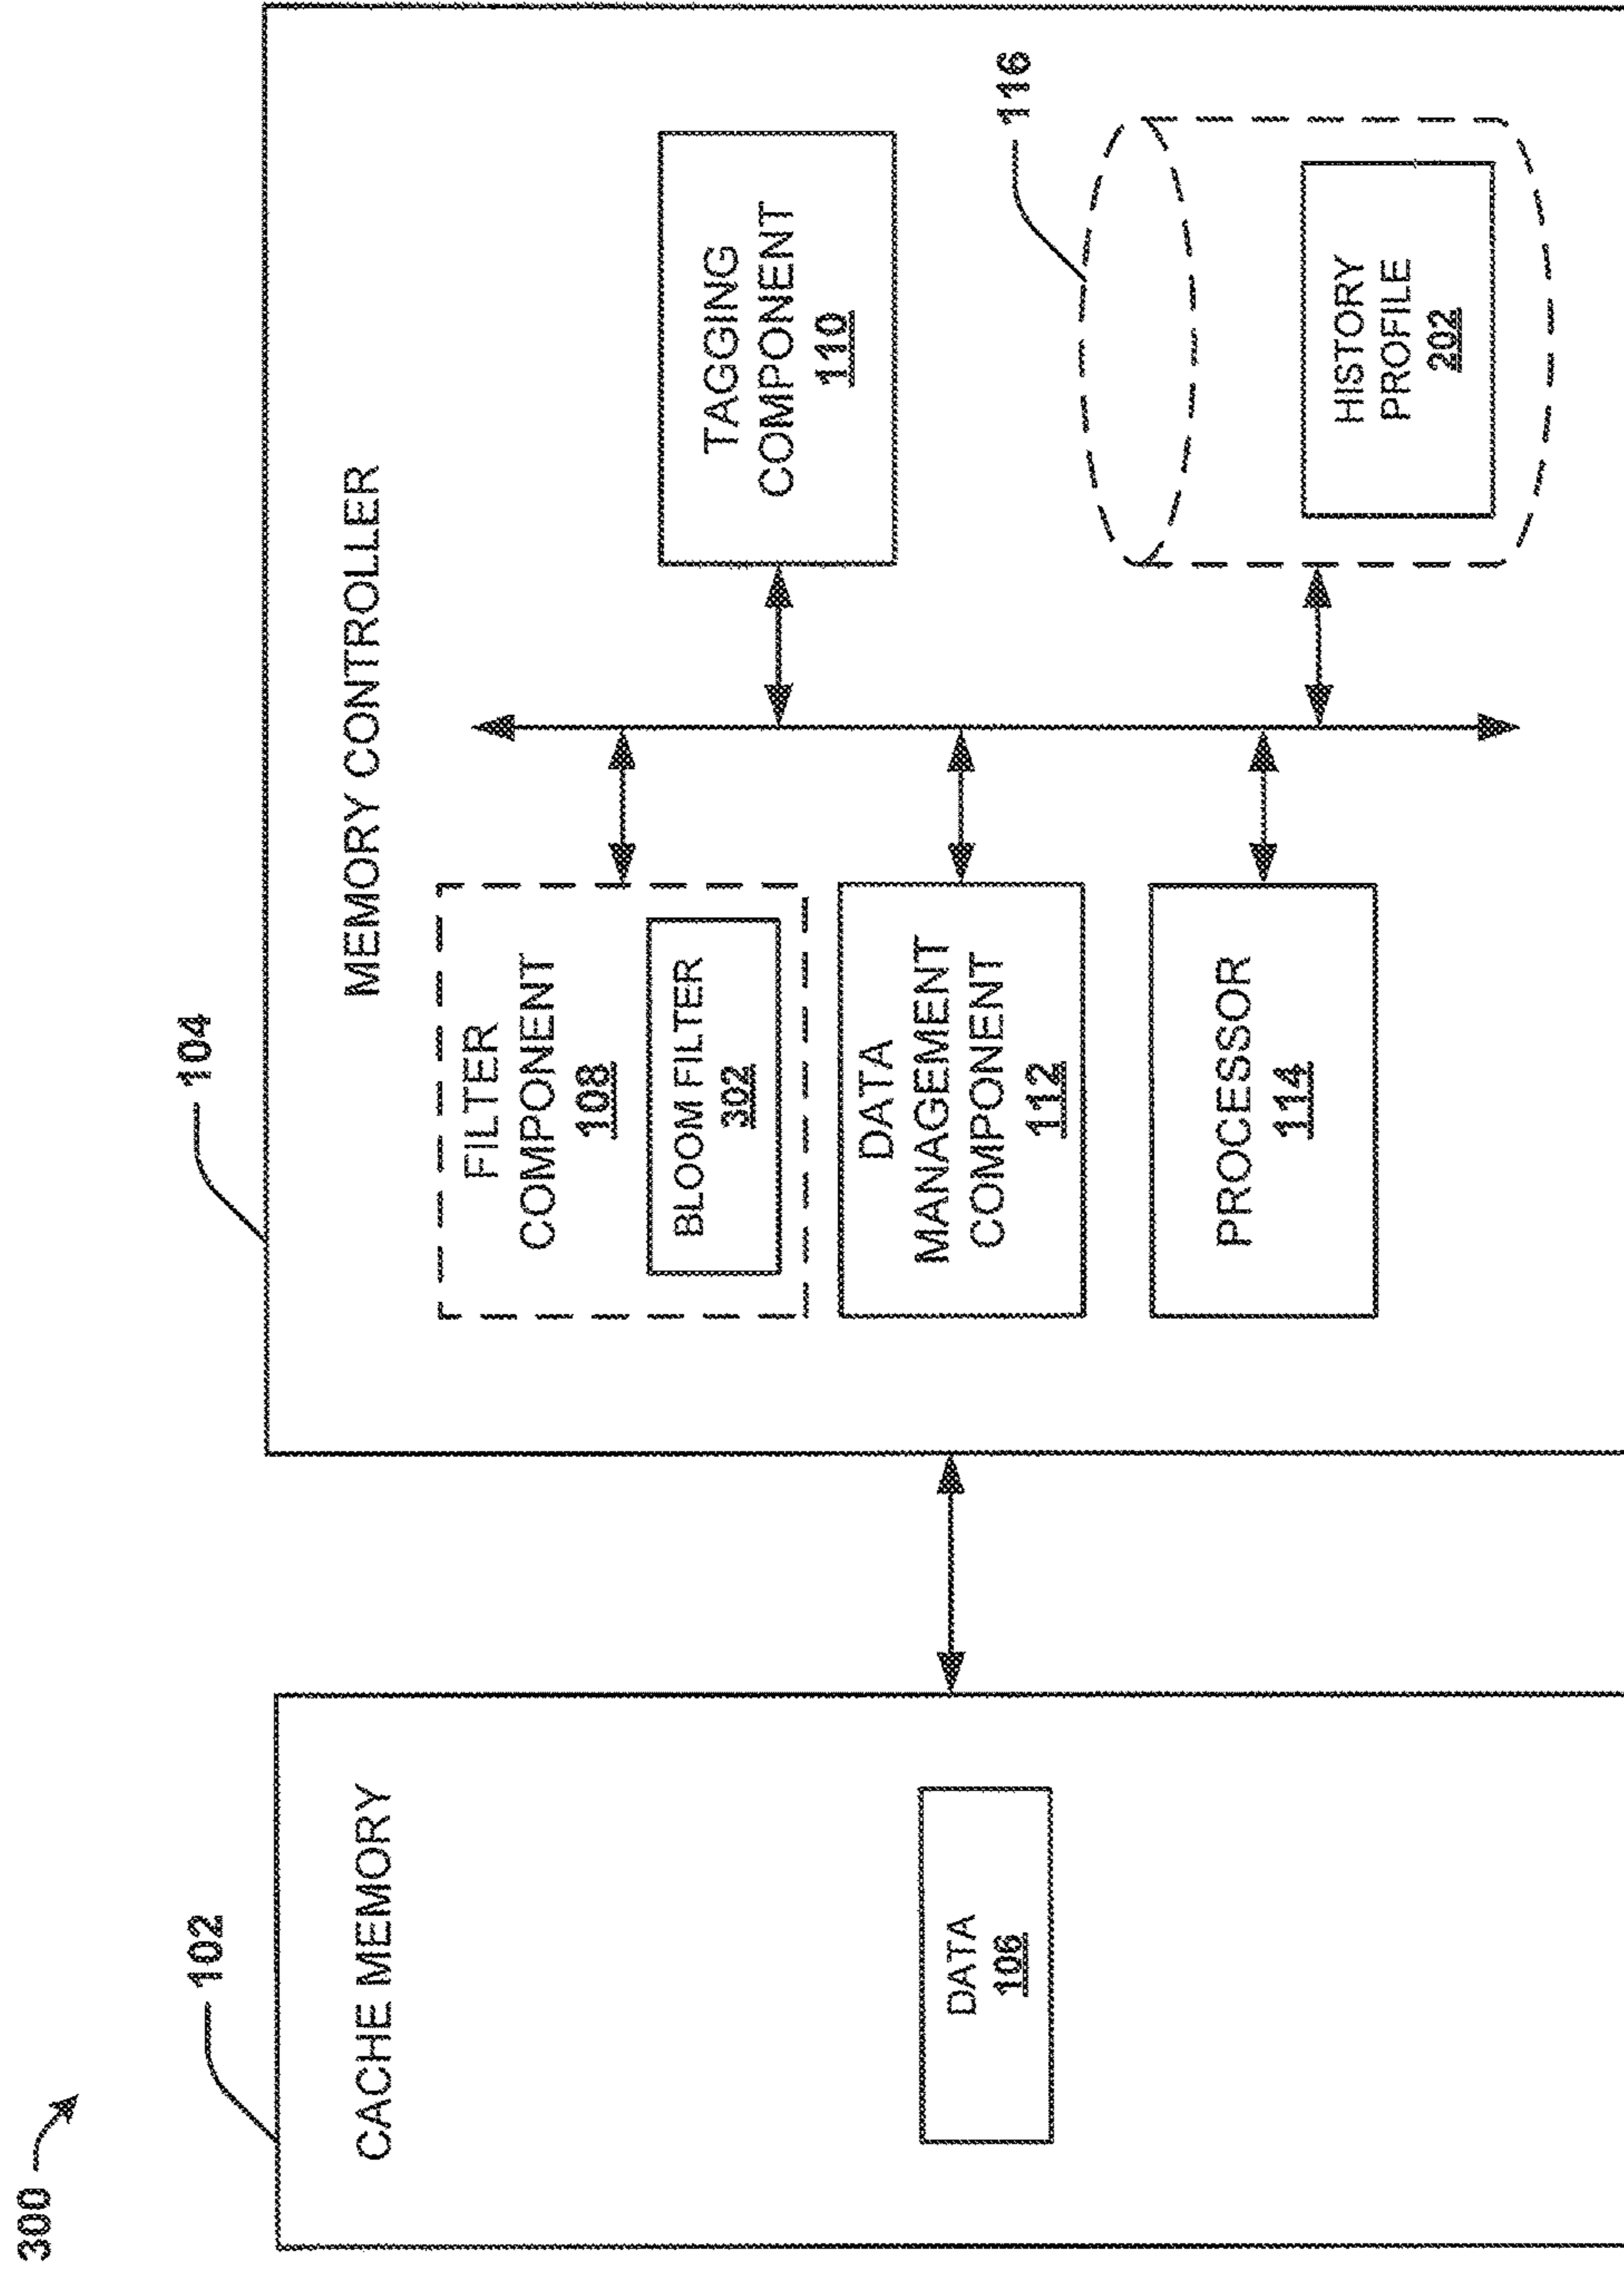 300
102
CACHE MEMORY
DATA
106
104
MEMORY CONTROLLER
FILTER
COMPONENT
108
BLOOM FILTER
302
DATA
MANAGEMENT
COMPONENT
112
PROCESSOR
114
TAGGING
COMPONENT
110
116
HISTORY
PROFILE
202